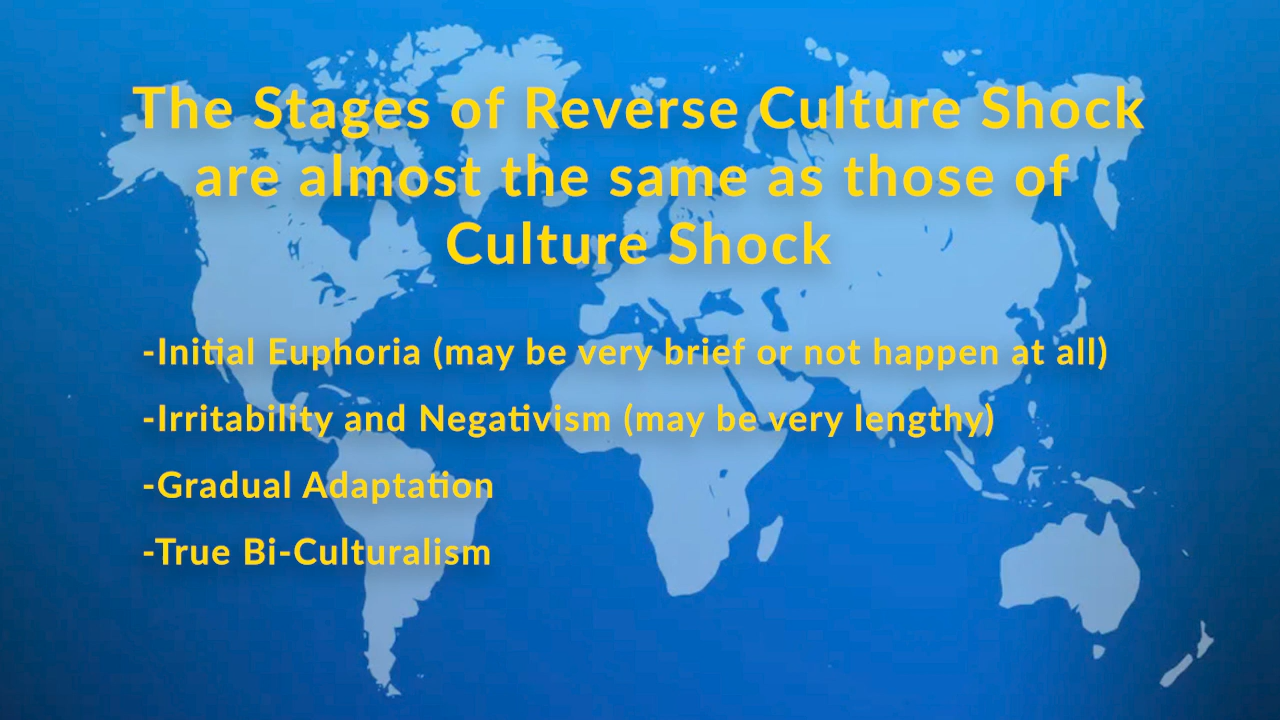 The Stages of Reverse Culture Shock
are almost the same as those of
Culture Shock
-Initial Euphoria (may be very brief or not happen at all)
-Irritability and Negativism (may be very lengthy)
-Gradual Adaptation
-True Bi-Culturalism